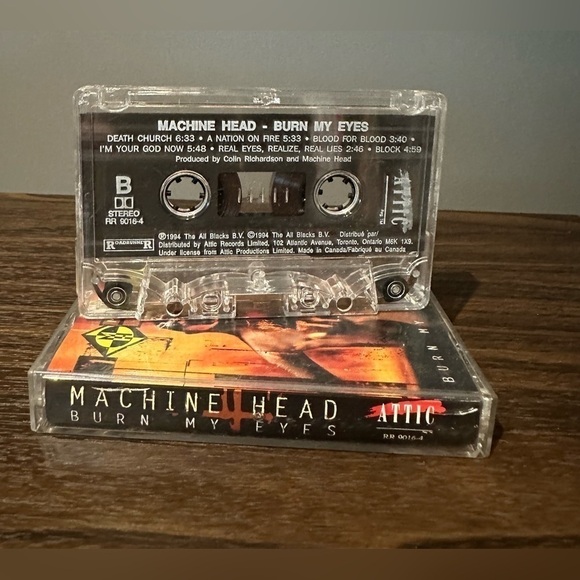 MACHINE HEAD - BURN MY EYES
DEATH CHURCH 6:33 • A NATION ON FIRE 5:33 • BLOOD FOR BLOOD 3:40 •
I'M YOUR GOD NOW 5:48 • REAL EYES, REALIZE, REAL LIES 2:46 • BLOCK 4:59
Produced by Colin Richardson and Machine Head
B
STEREO
RR 9016-4
ATTIC
ROADRUNNER
℗1994 The All Blacks B.V. ©1994 The All Blacks B.V. Distribué par/
Distributed by Attic Records Limited, 102 Atlantic Avenue, Toronto, Ontario M6K 1X9.
Under license from Attic Productions Limited. Made in Canada/Fabriqué au Canada
BURN MY
MACHINE HEAD
BURN MY EYES
ATTIC
RR 9016-4